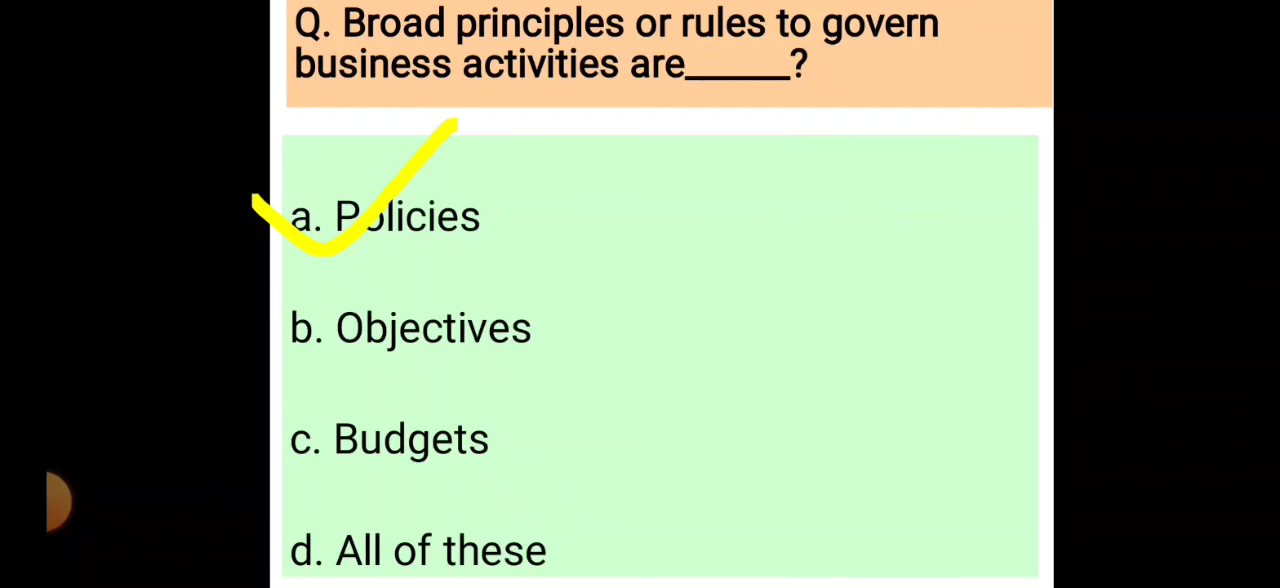 Q. Broad principles or rules to govern
business activities are______?
a. Policies
b. Objectives
c. Budgets
d. All of these